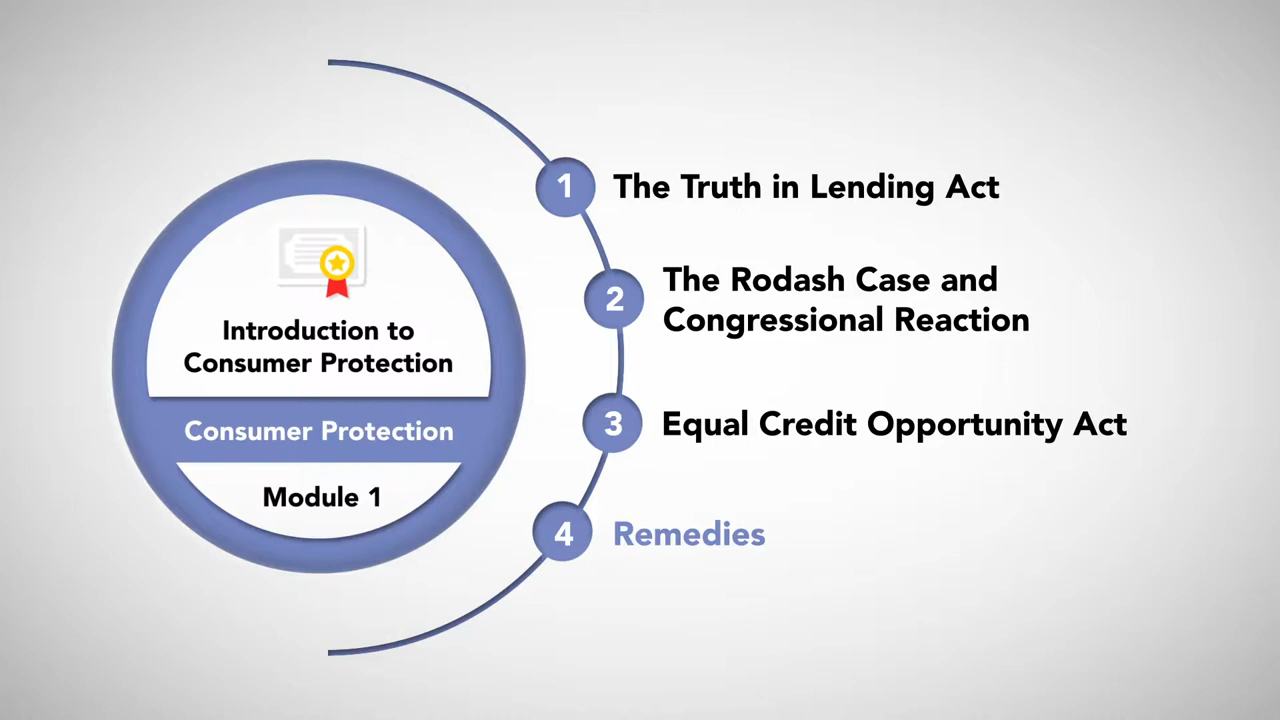 Introduction to
Consumer Protection
Consumer Protection
Module 1
1 The Truth in Lending Act
2 The Rodash Case and
Congressional Reaction
3 Equal Credit Opportunity Act
4 Remedies